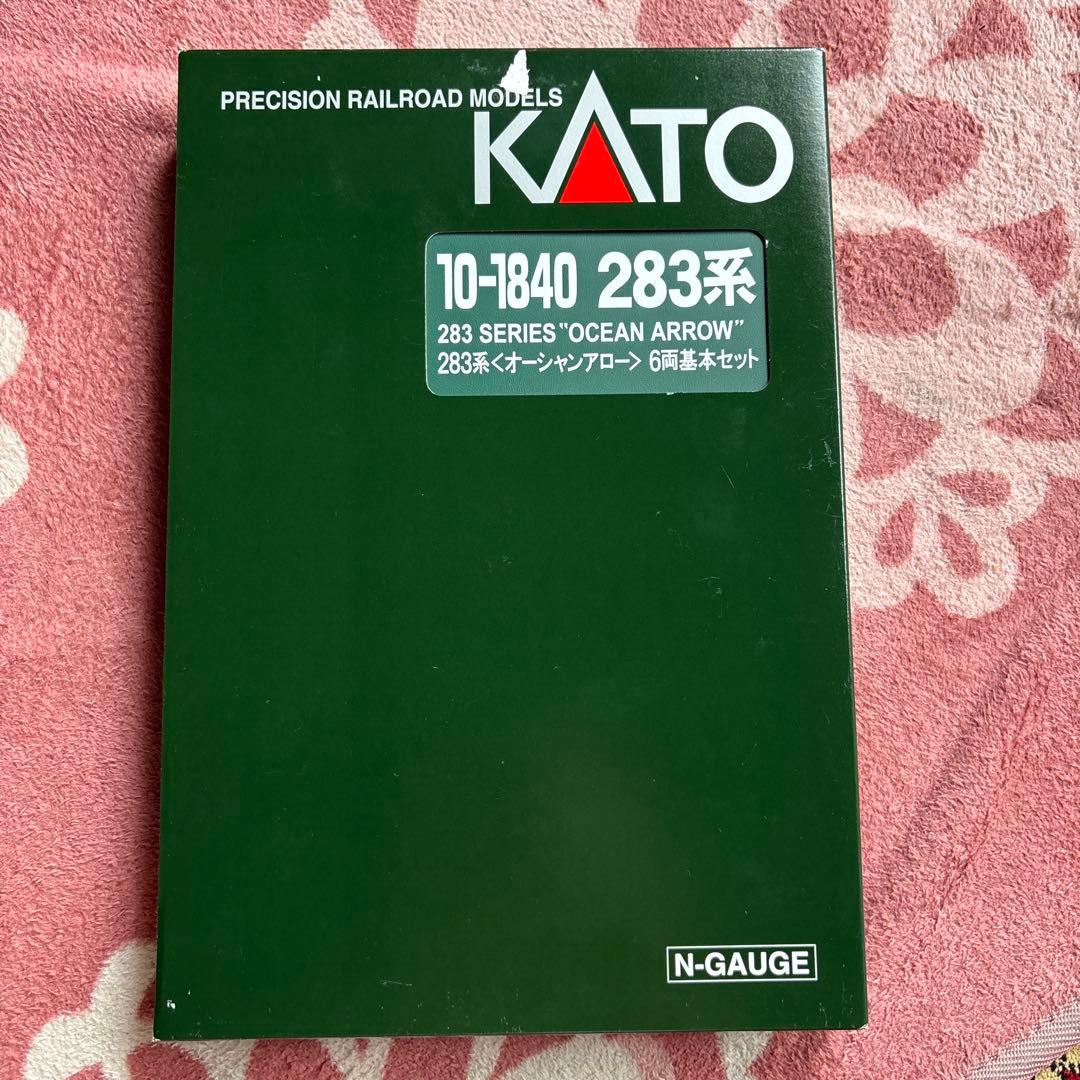 PRECISION RAILROAD MODELS
KATO
10-1840 283系
283 SERIES "OCEAN ARROW"
283系<オーシャンアロー> 6両基本セット
N-GAUGE